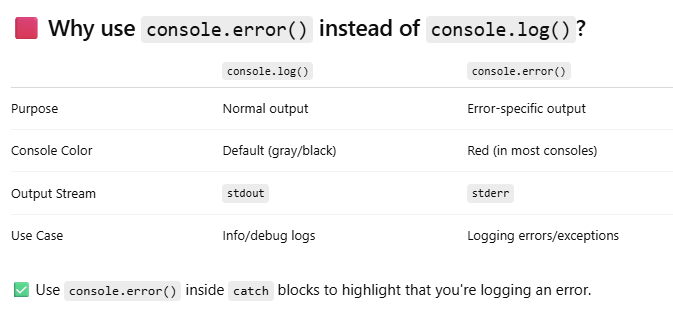 Why use console.error() instead of console.log()?
console.log() console.error()
Purpose Normal output Error-specific output
Console Color Default (gray/black) Red (in most consoles)
Output Stream stdout stderr
Use Case Info/debug logs Logging errors/exceptions
✅ Use console.error() inside catch blocks to highlight that you're logging an error.